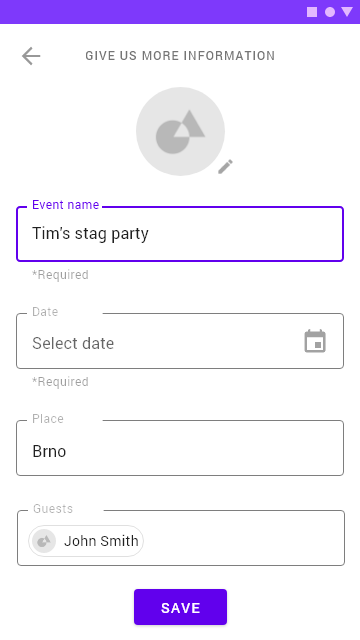 GIVE US MORE INFORMATION
Event name
Tim's stag party
*Required
Date
Select date
*Required
Place
Brno
Guests
John Smith
SAVE